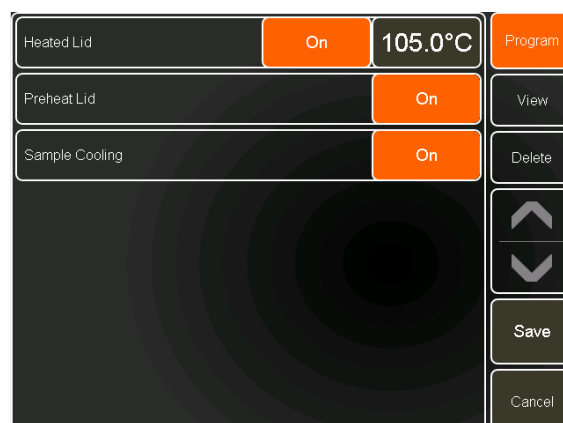 Heated Lid On 105.0°C
Preheat Lid On
Sample Cooling On
Program
View
Delete
Save
Cancel